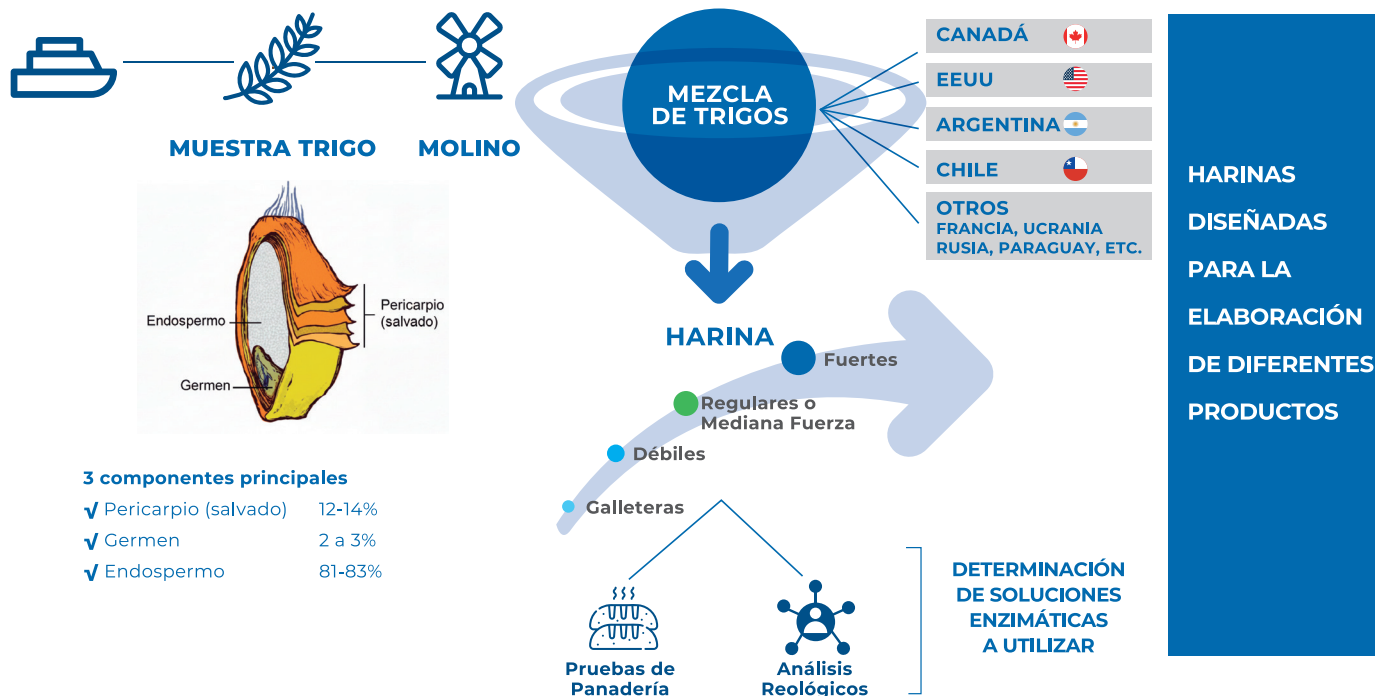 MUESTRA TRIGO
MOLINO
Endospermo
Germen
Pericarpio
(salvado)
3 componentes principales
√ Pericarpio (salvado) 12-14%
√ Germen 2 a 3%
√ Endospermo 81-83%
MEZCLA
DE TRIGOS
CANADÁ
EEUU
ARGENTINA
CHILE
OTROS
FRANCIA, UCRANÍA
RUSIA, PARAGUAY, ETC.
HARINA
Fuertes
Regulares o
Mediana Fuerza
Débiles
Galleteras
Pruebas de
Panadería
Análisis
Reológicos
DETERMINACIÓN
DE SOLUCIONES
ENZIMÁTICAS
A UTILIZAR
HARINAS
DISEÑADAS
PARA LA
ELABORACIÓN
DE DIFERENTES
PRODUCTOS